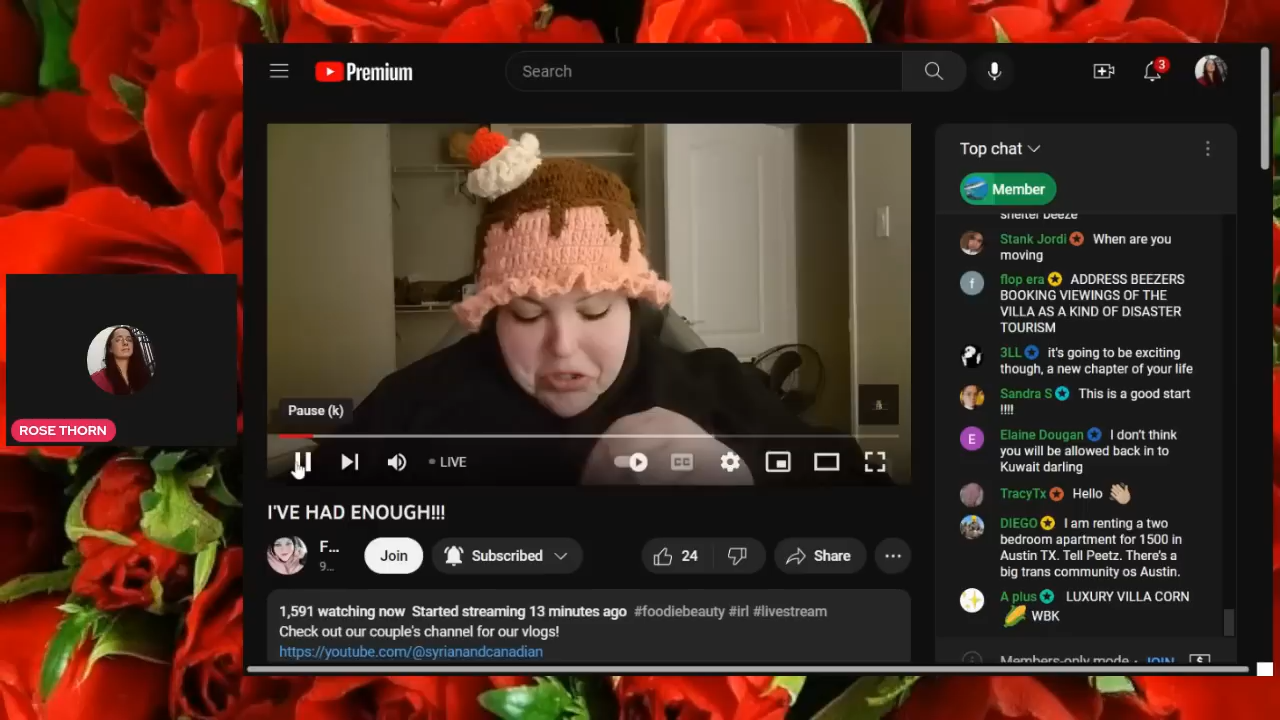 Premium
Search
3
Top chat
Member
shelter beeze
Stank Jordi When are you
moving
flop era ADDRESS BEEZERS
BOOKING VIEWINGS OF THE
VILLA AS A KIND OF DISASTER
TOURISM
3LL it's going to be exciting
though, a new chapter of your life
Sandra S This is a good start
!!!!
E
Elaine Dougan I don't think
you will be allowed back in to
Kuwait darling
TracyTx Hello
DIEGO I am renting a two
bedroom apartment for 1500 in
Austin TX. Tell Peetz. There's a
big trans community os Austin.
A plus LUXURY VILLA CORN
WBK
Members-only mode · JOIN
Pause (k)
LIVE
CC
ROSE THORN
I'VE HAD ENOUGH!!!
F...
9...
Join
Subscribed
24
Share
1,591 watching now Started streaming 13 minutes ago #foodiebeauty #irl #livestream
Check out our couple's channel for our vlogs!
https://youtube.com/@syrianandcanadian